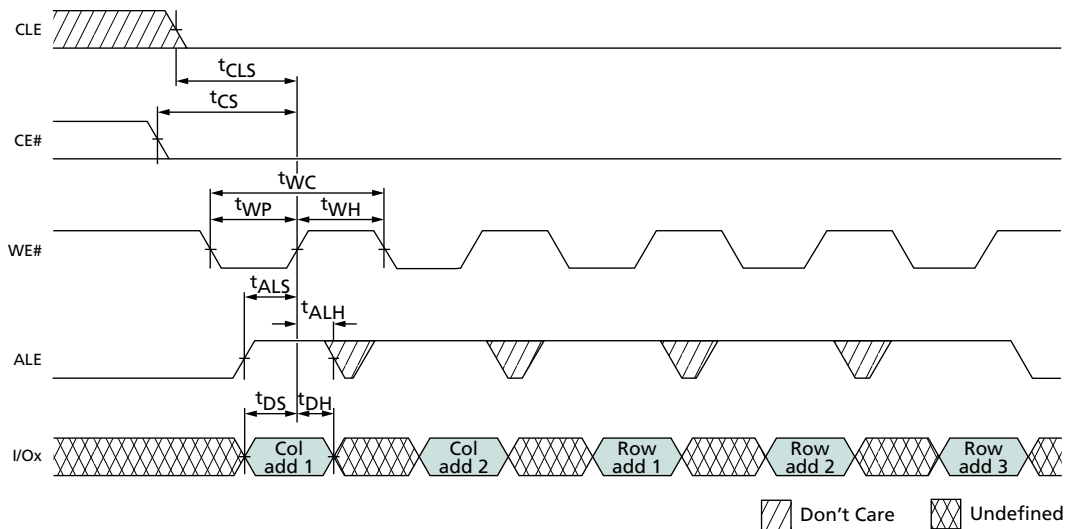 CLE
tCLS
tCS
CE#
tWC
tWP
tWH
WE#
tALS
tALH
ALE
tDS
tDH
I/Ox
Col
add 1
Col
add 2
Row
add 1
Row
add 2
Row
add 3
Don't Care
Undefined